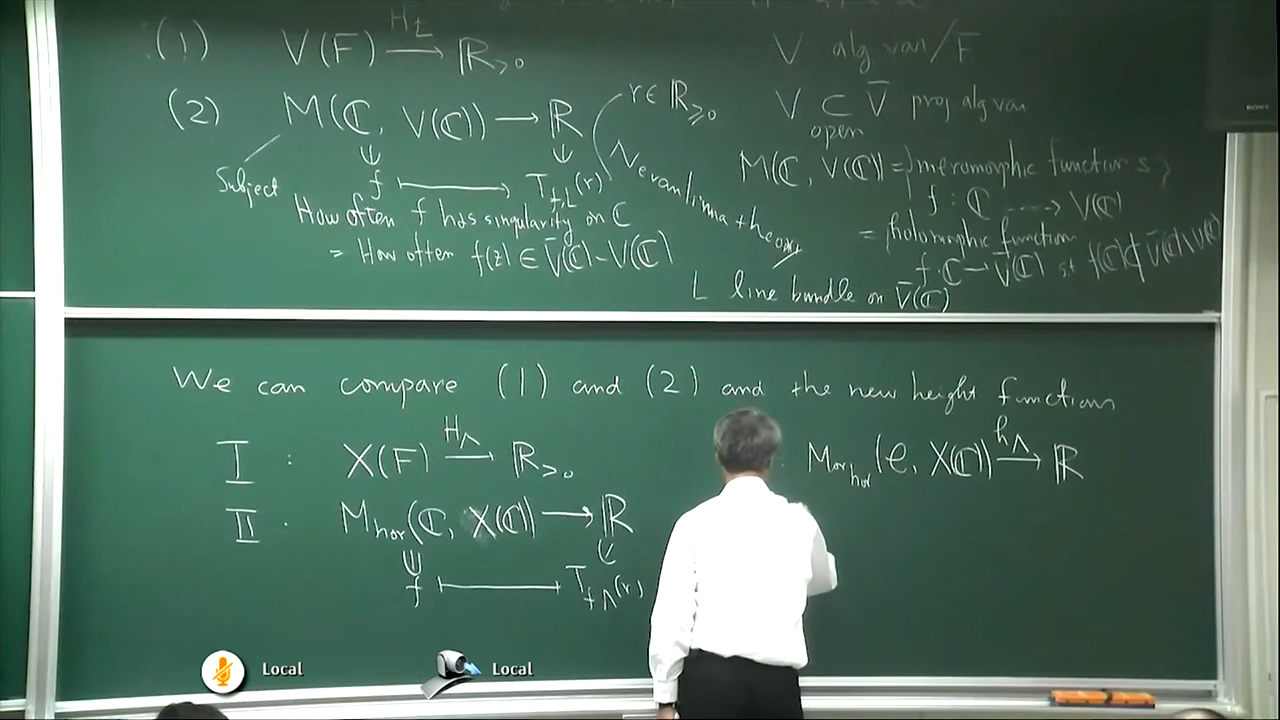 (1) V(F) —H_L→ ℝ_{>0}
V alg var/F
(2) M(ℂ, V(ℂ)) → ℝ
r ∈ ℝ_{≥0}
V ⊂ V̄ proj alg var
open
Subject
f ↦ T_{f,L}(r)
Nevanlinna theory
M(ℂ, V(ℂ)) = { meromorphic functions }
f : ℂ ⇢ V(ℂ)
How often f has singularity on ℂ
= holomorphic function
= How often f(z) ∈ V̄(ℂ) - V(ℂ)
f : ℂ → V̄(ℂ) st f(ℂ) ⊄ V̄(ℂ) \ V(ℂ)
L line bundle on V̄(ℂ)
We can compare (1) and (2) and the new height functions
I : X(F) —H_Λ→ ℝ_{>0}
Mor_{hor}(C, X(ℂ)) —h_Λ→ ℝ
II . M_{hor}(ℂ, X(ℂ)) → ℝ
f ↦ T_{f,Λ}(r)
Local
Local
SONY